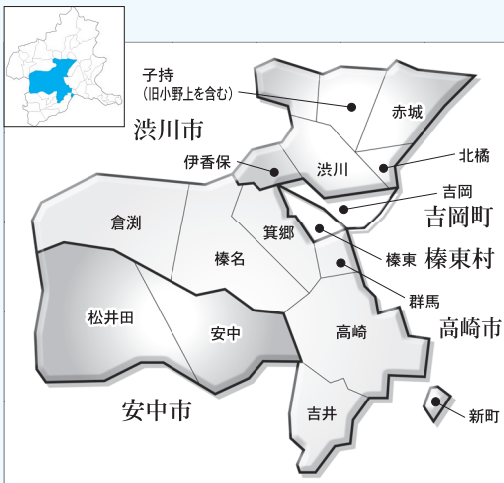 子持
（旧小野上を含む）
赤城
渋川市
伊香保
渋川
北橘
吉岡
吉岡町
倉渕
箕郷
榛名
榛東
榛東村
群馬
松井田
安中
高崎
高崎市
安中市
吉井
新町